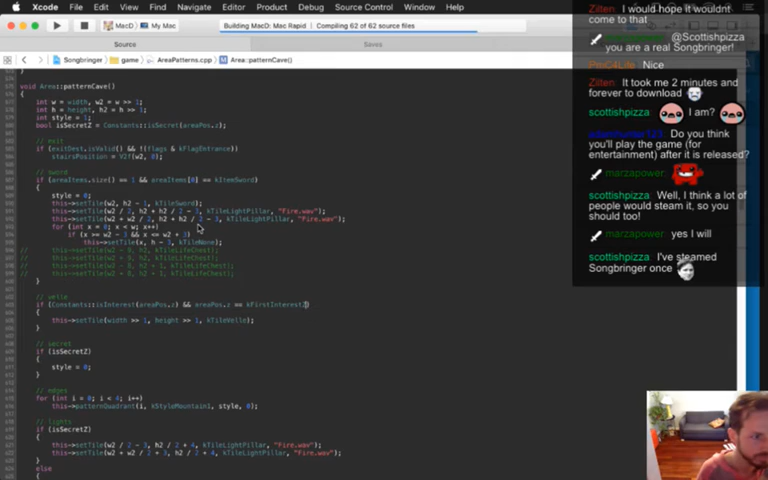 Xcode File Edit View Find Navigate Editor Product Debug Source Control Window Help
MacD My Mac
Building MacD: Mac Rapid Compiling 62 of 62 source files
Source Saves
Songbringer game AreaPatterns.cpp Area::patternCave()
void Area::patternCave()
{
int w = width, w2 = w >> 1;
int h = height, h2 = h >> 1;
int style = 1;
bool isSecretZ = Constants::isSecret(areaPos.z);
// exit
if (exitDest.isValid() && !(flags & kFlagEntrance))
stairsPosition = V2f(w2, 0);
// sword
if (areaItems.size() == 1 && areaItems[0] == kItemSword)
{
style = 0;
this->setTile(w2, h2 - 1, kTileSword);
this->setTile(w2 / 2, h2 + h2 / 2 - 3, kTileLightPillar, "Fire.wav");
this->setTile(w2 + w2 / 2, h2 + h2 / 2 - 3, kTileLightPillar, "Fire.wav");
for (int x = 0; x < w; x++)
this->setTile(x, h - 3, kTileNone);
}
// velle
if (Constants::isInterest(areaPos.z) && areaPos.z == kFirstInterestZ)
{
this->setTile(width >> 1, height >> 1, kTileVelle);
}
// secret
if (isSecretZ)
{
style = 0;
}
// edges
for (int i = 0; i < 4; i++)
this->patternQuadrant(i, kStyleMountain1, style, 0);
// lights
if (isSecretZ)
{
this->setTile(w2 / 2 - 3, h2 / 2 + 4, kTileLightPillar, "Fire.wav");
this->setTile(w2 + w2 / 2 + 3, h2 / 2 + 4, kTileLightPillar, "Fire.wav");
}
else
{
Zilten: I would hope it wouldnt
come to that
marzapower: @Scottishpizza
you are a real Songbringer!
Nice
Zilten: It took me 2 minutes and
forever to download
scottishpizza: I am?
Do you think
you'll play the game (for
entertainment) after it is released?
marzapower:
scottishpizza: Well, I think a lot of
people would steam it, so you
should too!
marzapower: yes I will
scottishpizza: I've steamed
Songbringer once